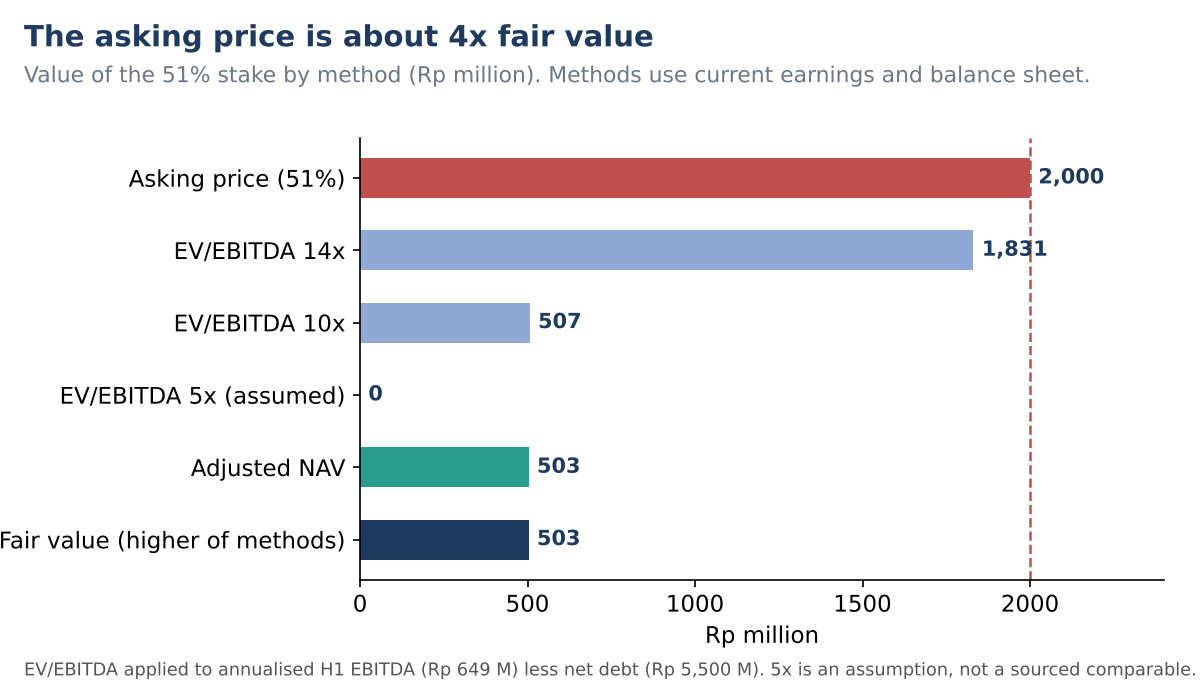 The asking price is about 4x fair value
Value of the 51% stake by method (Rp million). Methods use current earnings and balance sheet.
Asking price (51%)
2,000
EV/EBITDA 14x
1,831
EV/EBITDA 10x
507
EV/EBITDA 5x (assumed)
0
Adjusted NAV
503
Fair value (higher of methods)
503
0 500 1000 1500 2000
Rp million
EV/EBITDA applied to annualised H1 EBITDA (Rp 649 M) less net debt (Rp 5,500 M). 5x is an assumption, not a sourced comparable.